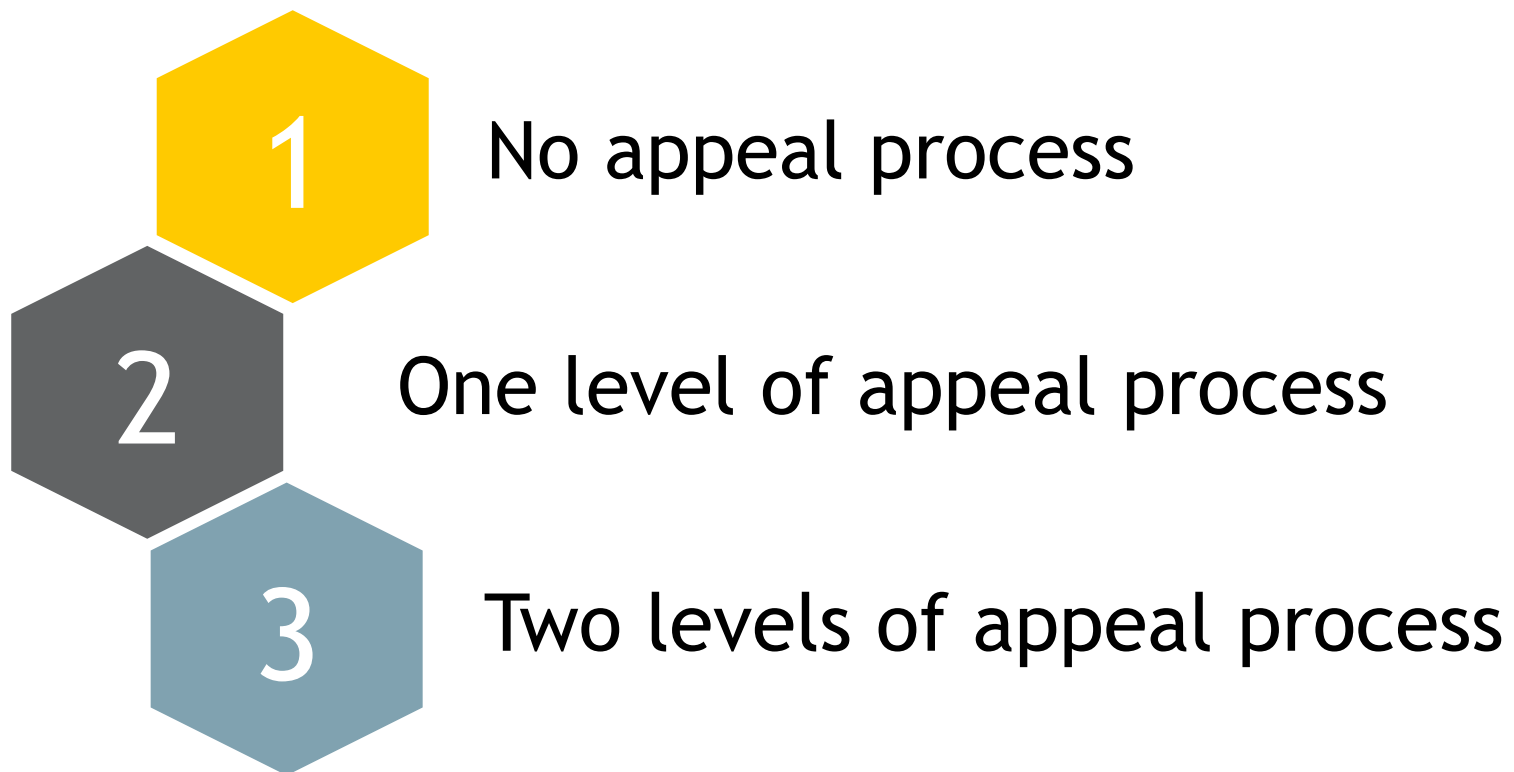 1
No appeal process
2
One level of appeal process
3
Two levels of appeal process